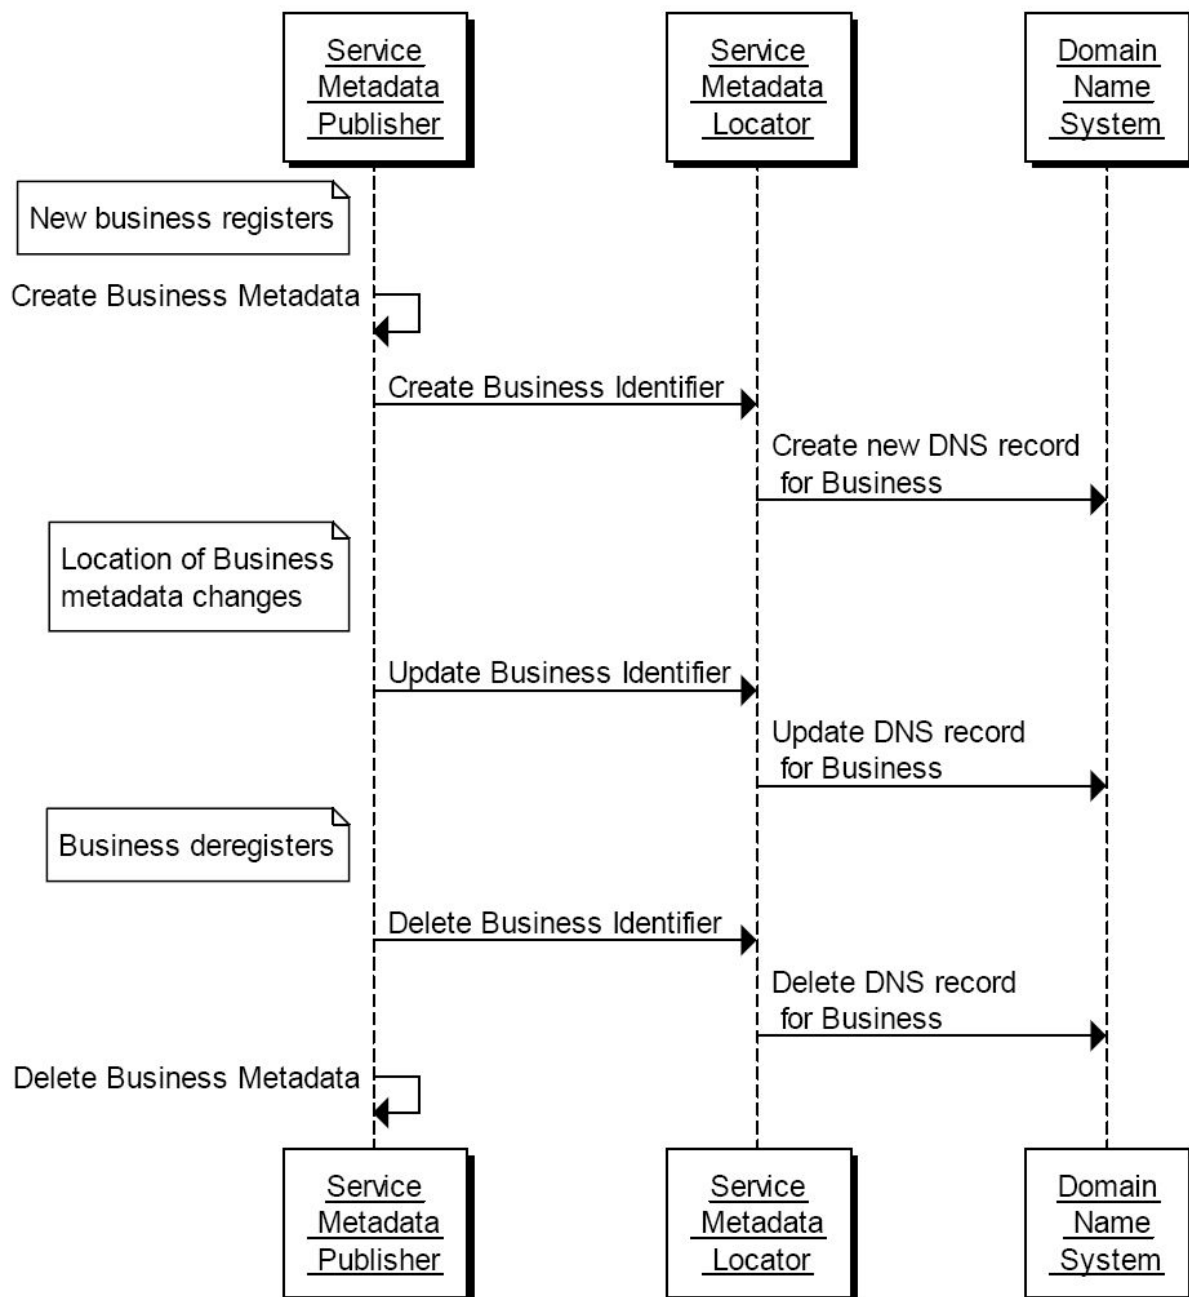 Service
Metadata
Publisher
Service
Metadata
Locator
Domain
Name
System
New business registers
Create Business Metadata
Create Business Identifier
Create new DNS record
for Business
Location of Business
metadata changes
Update Business Identifier
Update DNS record
for Business
Business deregisters
Delete Business Identifier
Delete DNS record
for Business
Delete Business Metadata
Service
Metadata
Publisher
Service
Metadata
Locator
Domain
Name
System